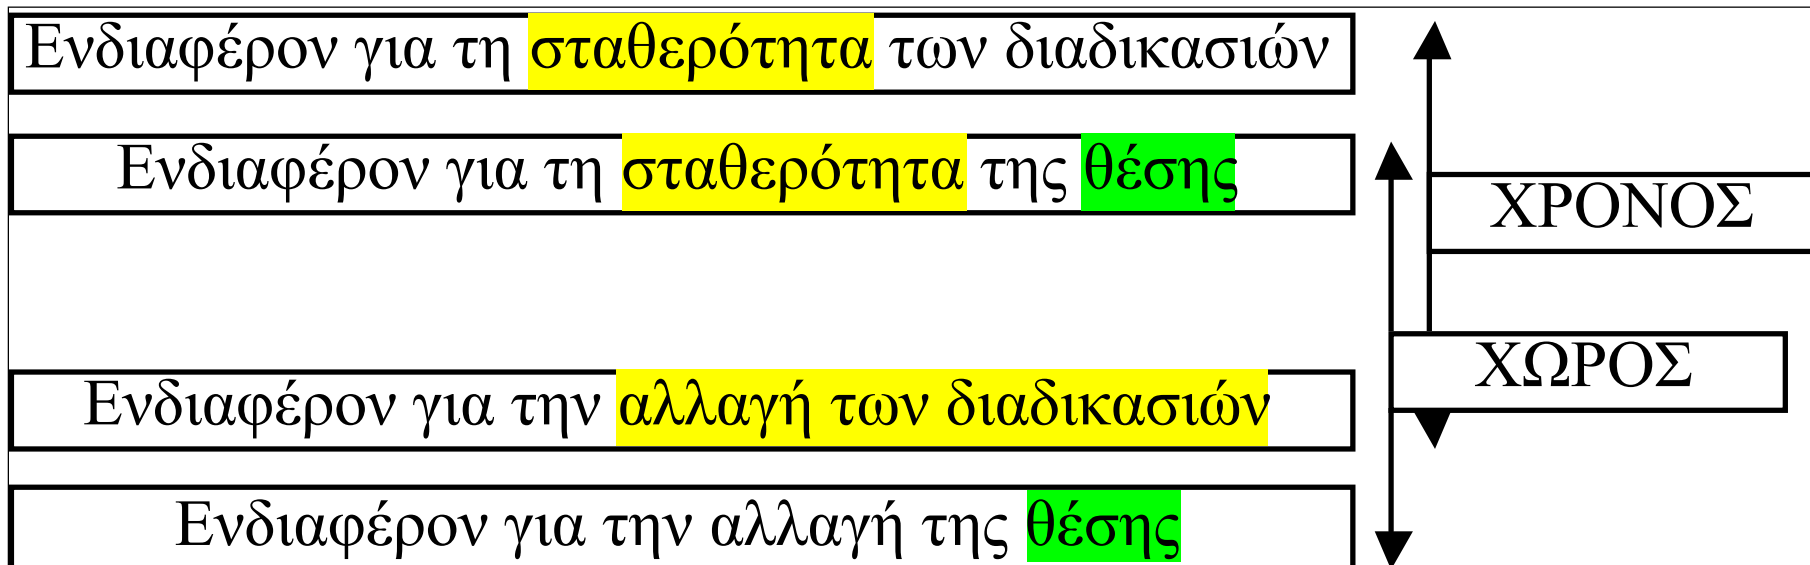 Ενδιαφέρον για τη σταθερότητα των διαδικασιών
Ενδιαφέρον για τη σταθερότητα της θέσης
ΧΡΟΝΟΣ
ΧΩΡΟΣ
Ενδιαφέρον για την αλλαγή των διαδικασιών
Ενδιαφέρον για την αλλαγή της θέσης